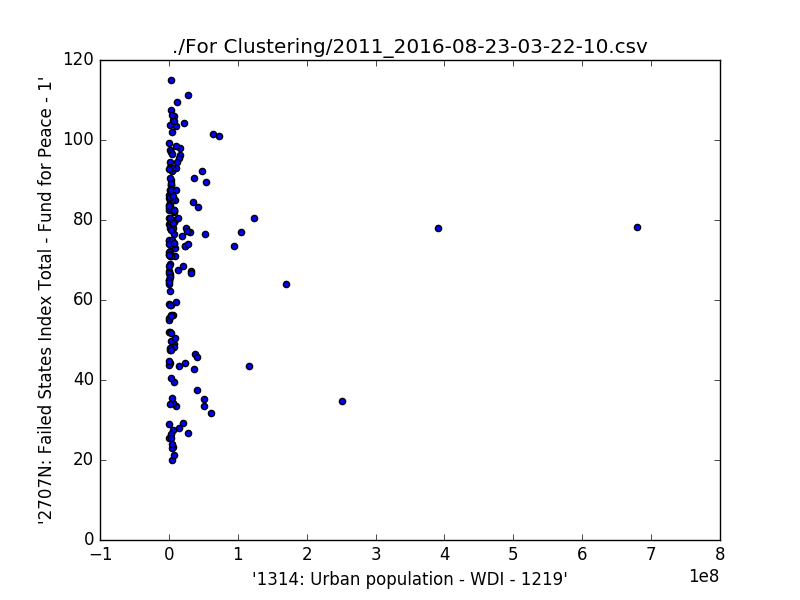 ./For Clustering/2011_2016-08-23-03-22-10.csv
'2707N: Failed States Index Total - Fund for Peace - 1'
120
100
80
60
40
20
0
−1 0 1 2 3 4 5 6 7 8
1e8
'1314: Urban population - WDI - 1219'